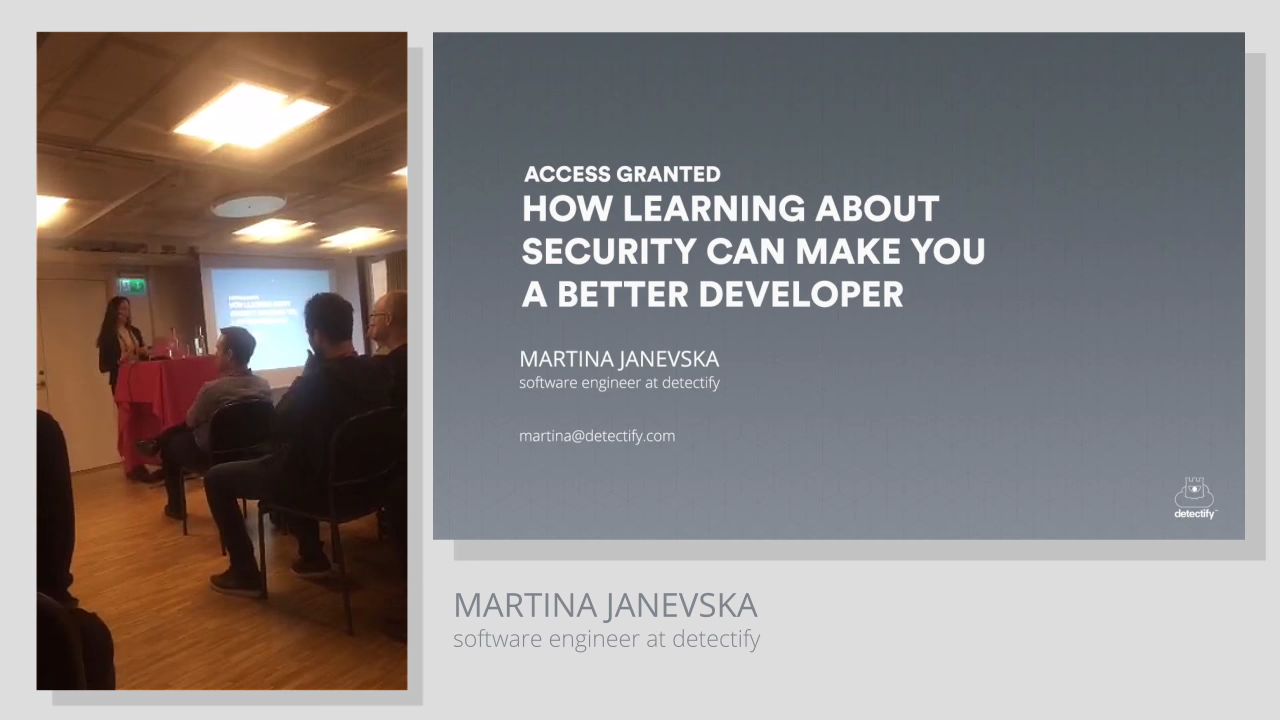 ACCESS GRANTED
HOW LEARNING ABOUT
SECURITY CAN MAKE YOU
A BETTER DEVELOPER
MARTINA JANEVSKA
software engineer at detectify
martina@detectify.com
detectify
MARTINA JANEVSKA
software engineer at detectify